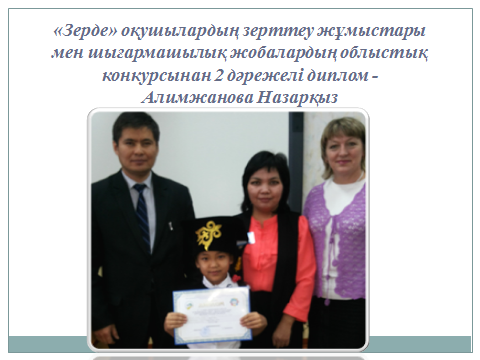 «Зерде» оқушылардың зерттеу жұмыстары
мен шығармашылық жобалардың облыстық
конкурсынан 2 дәрежелі диплом -
Алимжанова Назарқыз